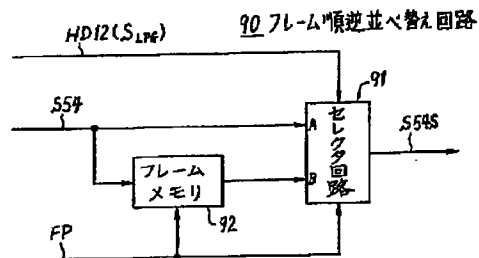 90 フレーム順逆並べ替え回路
HD12(SLPF)
91
S54
A
セレクタ回路
S54S
フレーム
メモリ
B
92
FP